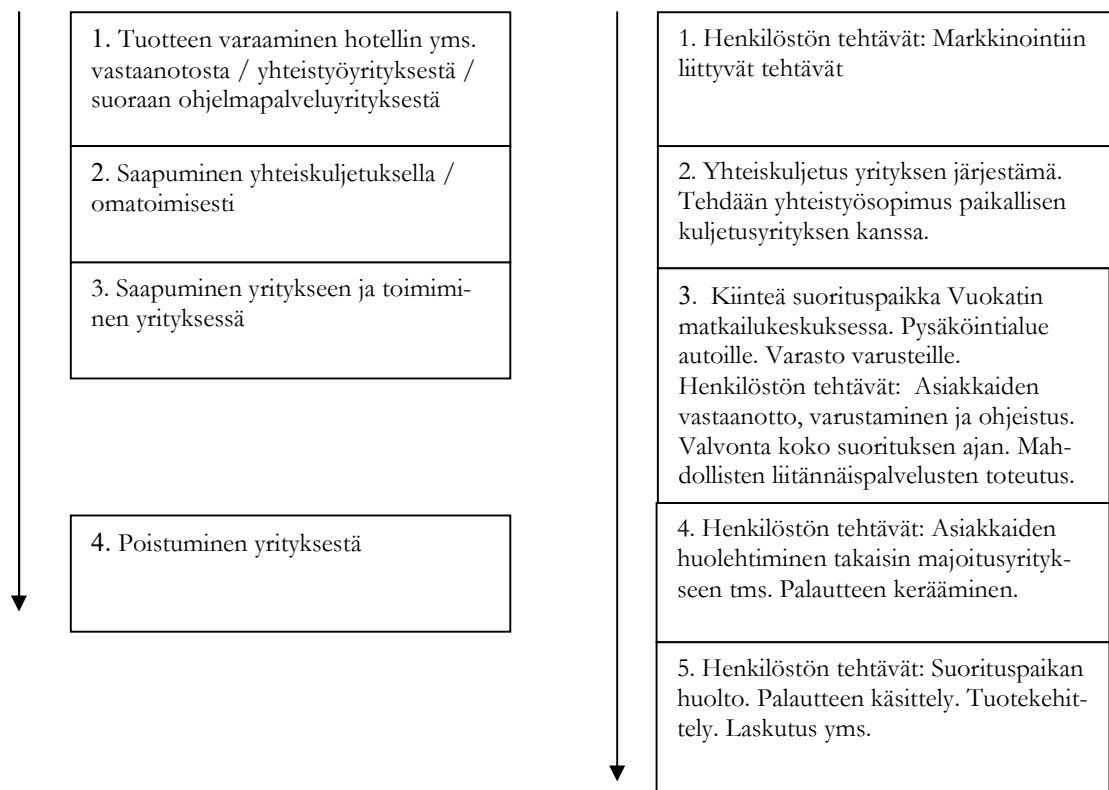 1. Tuotteen varaaminen hotellin yms.
vastaanotosta / yhteistyöyrityksestä /
suoraan ohjelmapalveluyrityksestä
2. Saapuminen yhteiskuljetuksella /
omatoimisesti
3. Saapuminen yritykseen ja toimimi-
nen yrityksessä
4. Poistuminen yrityksestä
1. Henkilöstön tehtävät: Markkinointiin
liittyvät tehtävät
2. Yhteiskuljetus yrityksen järjestämä.
Tehdään yhteistyösopimus paikallisen
kuljetusyrityksen kanssa.
3. Kiinteä suorituspaikka Vuokatin
matkailukeskuksessa. Pysäköintialue
autoille. Varasto varusteille.
Henkilöstön tehtävät: Asiakkaiden
vastaanotto, varustaminen ja ohjeistus.
Valvonta koko suorituksen ajan. Mah-
dollisten liitännäispalvelusten toteutus.
4. Henkilöstön tehtävät: Asiakkaiden
huolehtiminen takaisin majoitusyrityk-
seen tms. Palautteen kerääminen.
5. Henkilöstön tehtävät: Suorituspaikan
huolto. Palautteen käsittely. Tuotekehit-
tely. Laskutus yms.